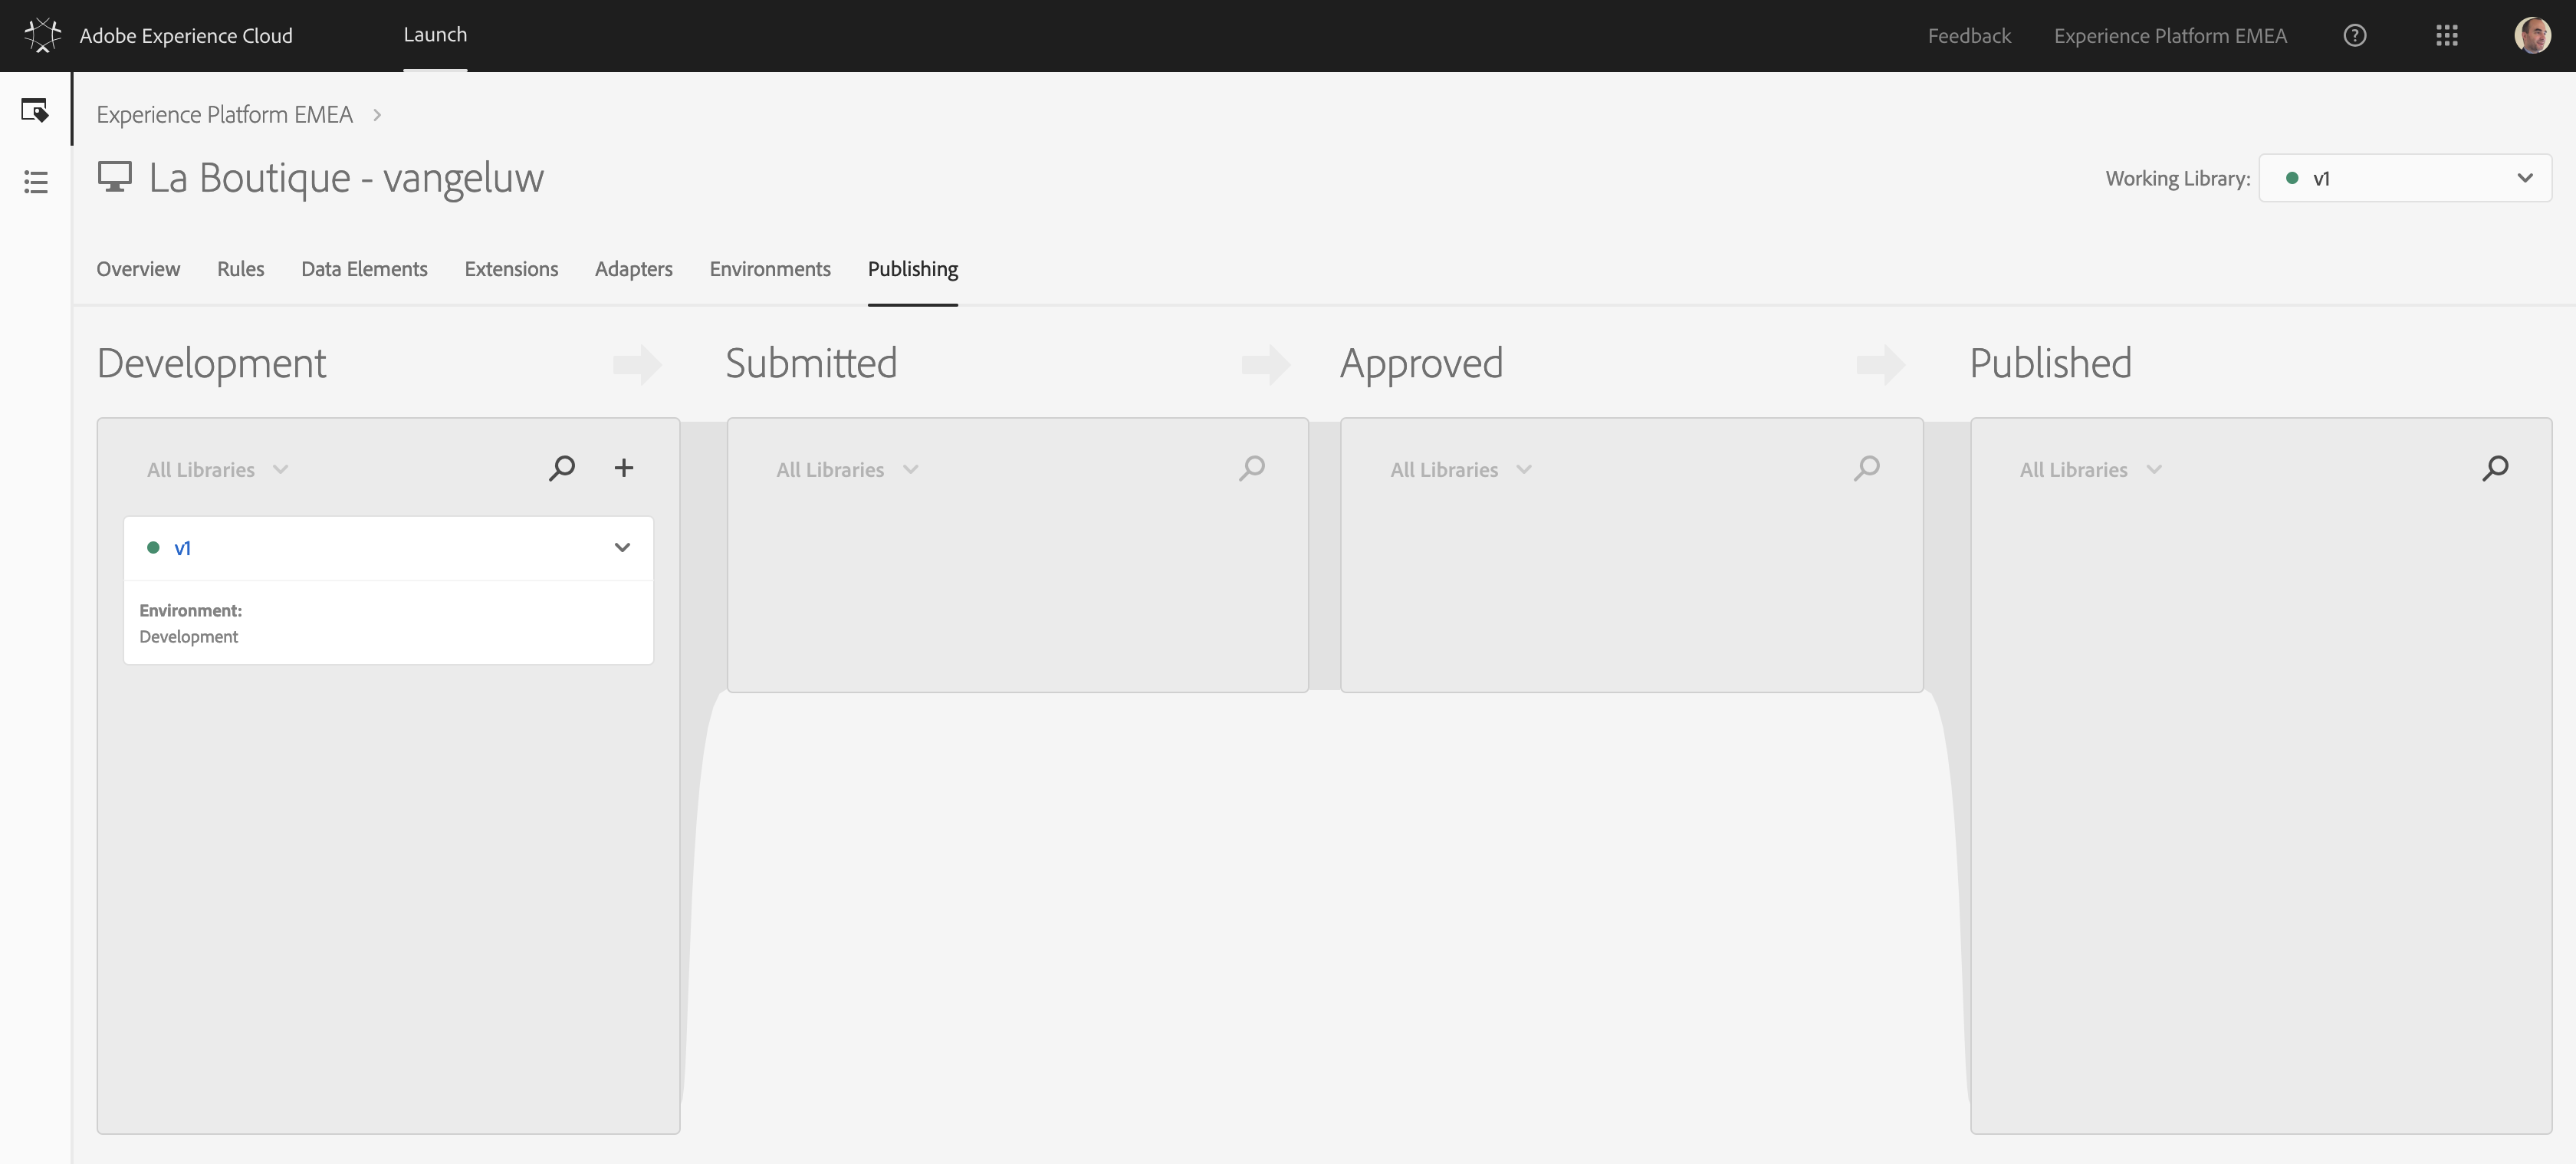 Adobe Experience Cloud
Launch
Feedback
Experience Platform EMEA
Experience Platform EMEA
La Boutique - vangeluw
Working Library:
v1
Overview
Rules
Data Elements
Extensions
Adapters
Environments
Publishing
Development
Submitted
Approved
Published
All Libraries
All Libraries
All Libraries
All Libraries
v1
Environment:
Development